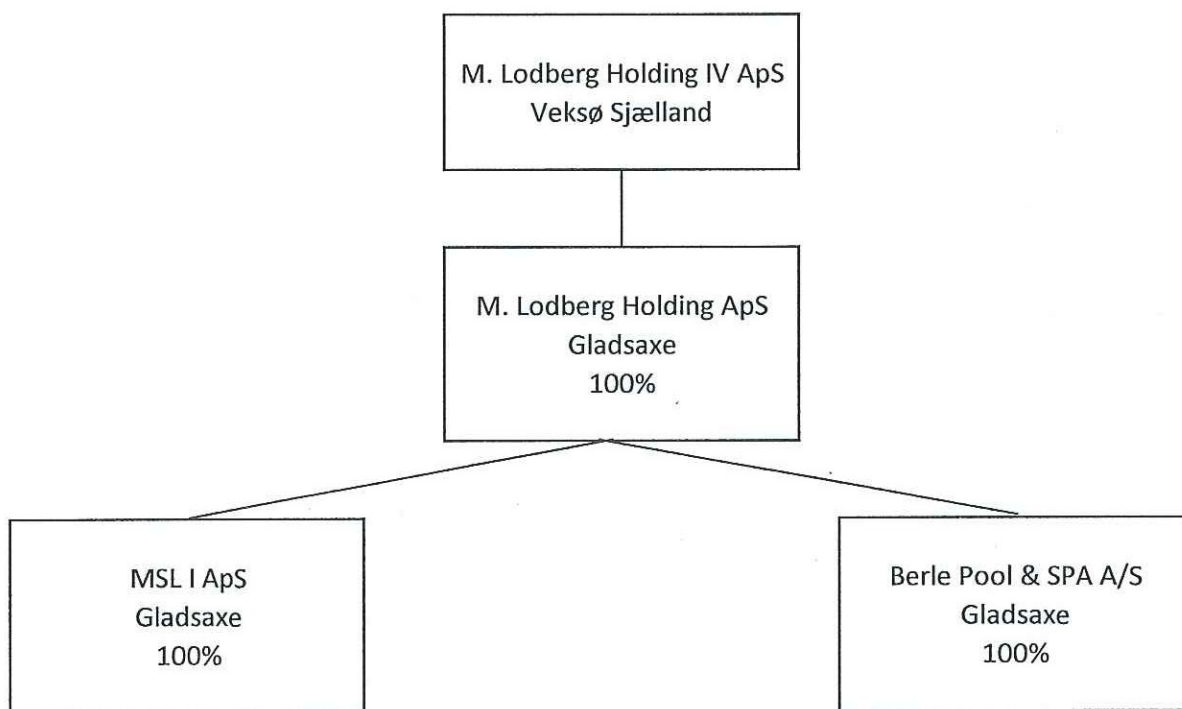 M. Lodberg Holding IV ApS
Veksø Sjælland
M. Lodberg Holding ApS
Gladsaxe
100%
MSL I ApS
Gladsaxe
100%
Berle Pool & SPA A/S
Gladsaxe
100%